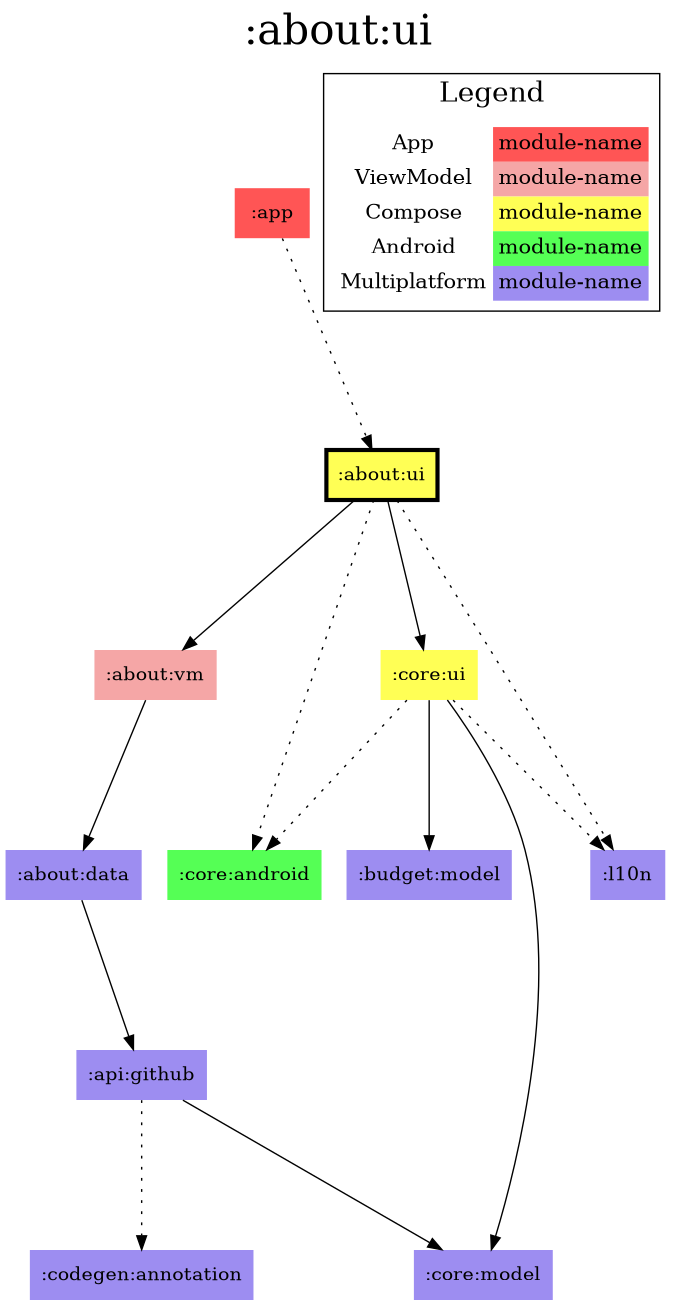 :about:ui
Legend
App module-name
ViewModel module-name
Compose module-name
Android module-name
Multiplatform module-name
:app
:about:ui
:about:vm
:core:ui
:about:data
:core:android
:budget:model
:l10n
:api:github
:codegen:annotation
:core:model